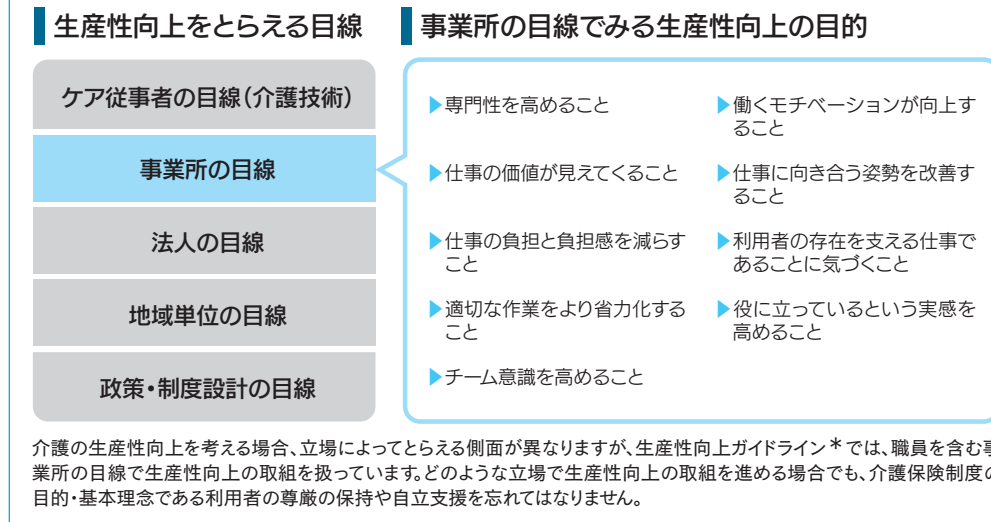 生産性向上をとらえる目線
ケア従事者の目線(介護技術)
事業所の目線
法人の目線
地域単位の目線
政策・制度設計の目線
事業所の目線でみる生産性向上の目的
▶専門性を高めること
▶仕事の価値が見えてくること
▶仕事の負担と負担感を減らす
こと
▶適切な作業をより省力化する
こと
▶チーム意識を高めること
▶働くモチベーションが向上す
ること
▶仕事に向き合う姿勢を改善す
ること
▶利用者の存在を支える仕事で
あることに気づくこと
▶役に立っているという実感を
高めること
介護の生産性向上を考える場合、立場によってとらえる側面が異なりますが、生産性向上ガイドライン*では、職員を含む事
業所の目線で生産性向上の取組を扱っています。どのような立場で生産性向上の取組を進める場合でも、介護保険制度の
目的・基本理念である利用者の尊厳の保持や自立支援を忘れてはなりません。